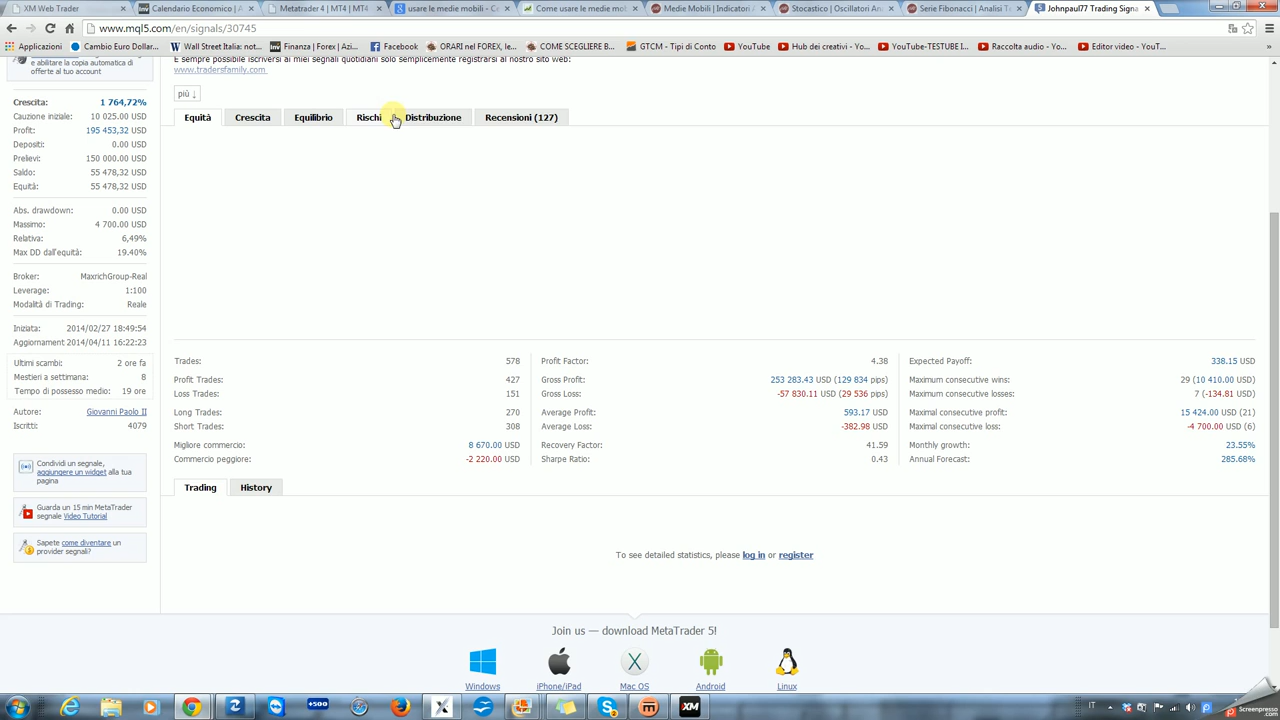 XM Web Trader
Calendario Economico | A
Metatrader 4 | MT4 | MT4
usare le medie mobili - Ce
Come usare le medie mobi
Medie Mobili | Indicatori A
Stocastico | Oscillatori Ana
Serie Fibonacci | Analisi Te
Johnpaul77 Trading Signa
www.mql5.com/en/signals/30745
Applicazioni
Cambio Euro Dollar...
Wall Street Italia: not...
Finanza | Forex | Azi...
Facebook
ORARI nel FOREX, le...
COME SCEGLIERE B...
GTCM - Tipi di Conto
YouTube
Hub dei creativi - Yo...
YouTube-TESTUBE I...
Raccolta audio - Yo...
Editor video - YouT...
e abilitare la copia automatica di
offerte al tuo account
Crescita: 1 764,72%
Cauzione iniziale: 10 025.00 USD
Profit: 195 453,32 USD
Depositi: 0.00 USD
Prelievi: 150 000.00 USD
Saldo: 55 478,32 USD
Equità: 55 478,32 USD
Abs. drawdown: 0.00 USD
Massimo: 4 700.00 USD
Relativa: 6,49%
Max DD dall'equità: 19.40%
Broker: MaxrichGroup-Real
Leverage: 1:100
Modalità di Trading: Reale
Iniziata: 2014/02/27 18:49:54
Aggiornament 2014/04/11 16:22:23
Ultimi scambi: 2 ore fa
Mestieri a settimana: 8
Tempo di possesso medio: 19 ore
Autore: Giovanni Paolo II
Iscritti: 4079
Condividi un segnale,
aggiungere un widget alla tua
pagina
Guarda un 15 min MetaTrader
segnale Video Tutorial
Sapete come diventare un
provider segnali?
È sempre possibile iscriversi ai miei segnali quotidiani solo semplicemente registrarsi al nostro sito web:
www.tradersfamily.com
più ↓
Equità Crescita Equilibrio Rischi Distribuzione Recensioni (127)
Trades: 578
Profit Trades: 427
Loss Trades: 151
Long Trades: 270
Short Trades: 308
Migliore commercio: 8 670.00 USD
Commercio peggiore: -2 220.00 USD
Profit Factor: 4.38
Gross Profit: 253 283.43 USD (129 834 pips)
Gross Loss: -57 830.11 USD (29 536 pips)
Average Profit: 593.17 USD
Average Loss: -382.98 USD
Recovery Factor: 41.59
Sharpe Ratio: 0.43
Expected Payoff: 338.15 USD
Maximum consecutive wins: 29 (10 410.00 USD)
Maximum consecutive losses: 7 (-134.81 USD)
Maximal consecutive profit: 15 424.00 USD (21)
Maximal consecutive loss: -4 700.00 USD (6)
Monthly growth: 23.55%
Annual Forecast: 285.68%
Trading History
To see detailed statistics, please log in or register
Join us — download MetaTrader 5!
Windows iPhone/iPad Mac OS Android Linux
+500
XM
IT
Screenpresso
.com